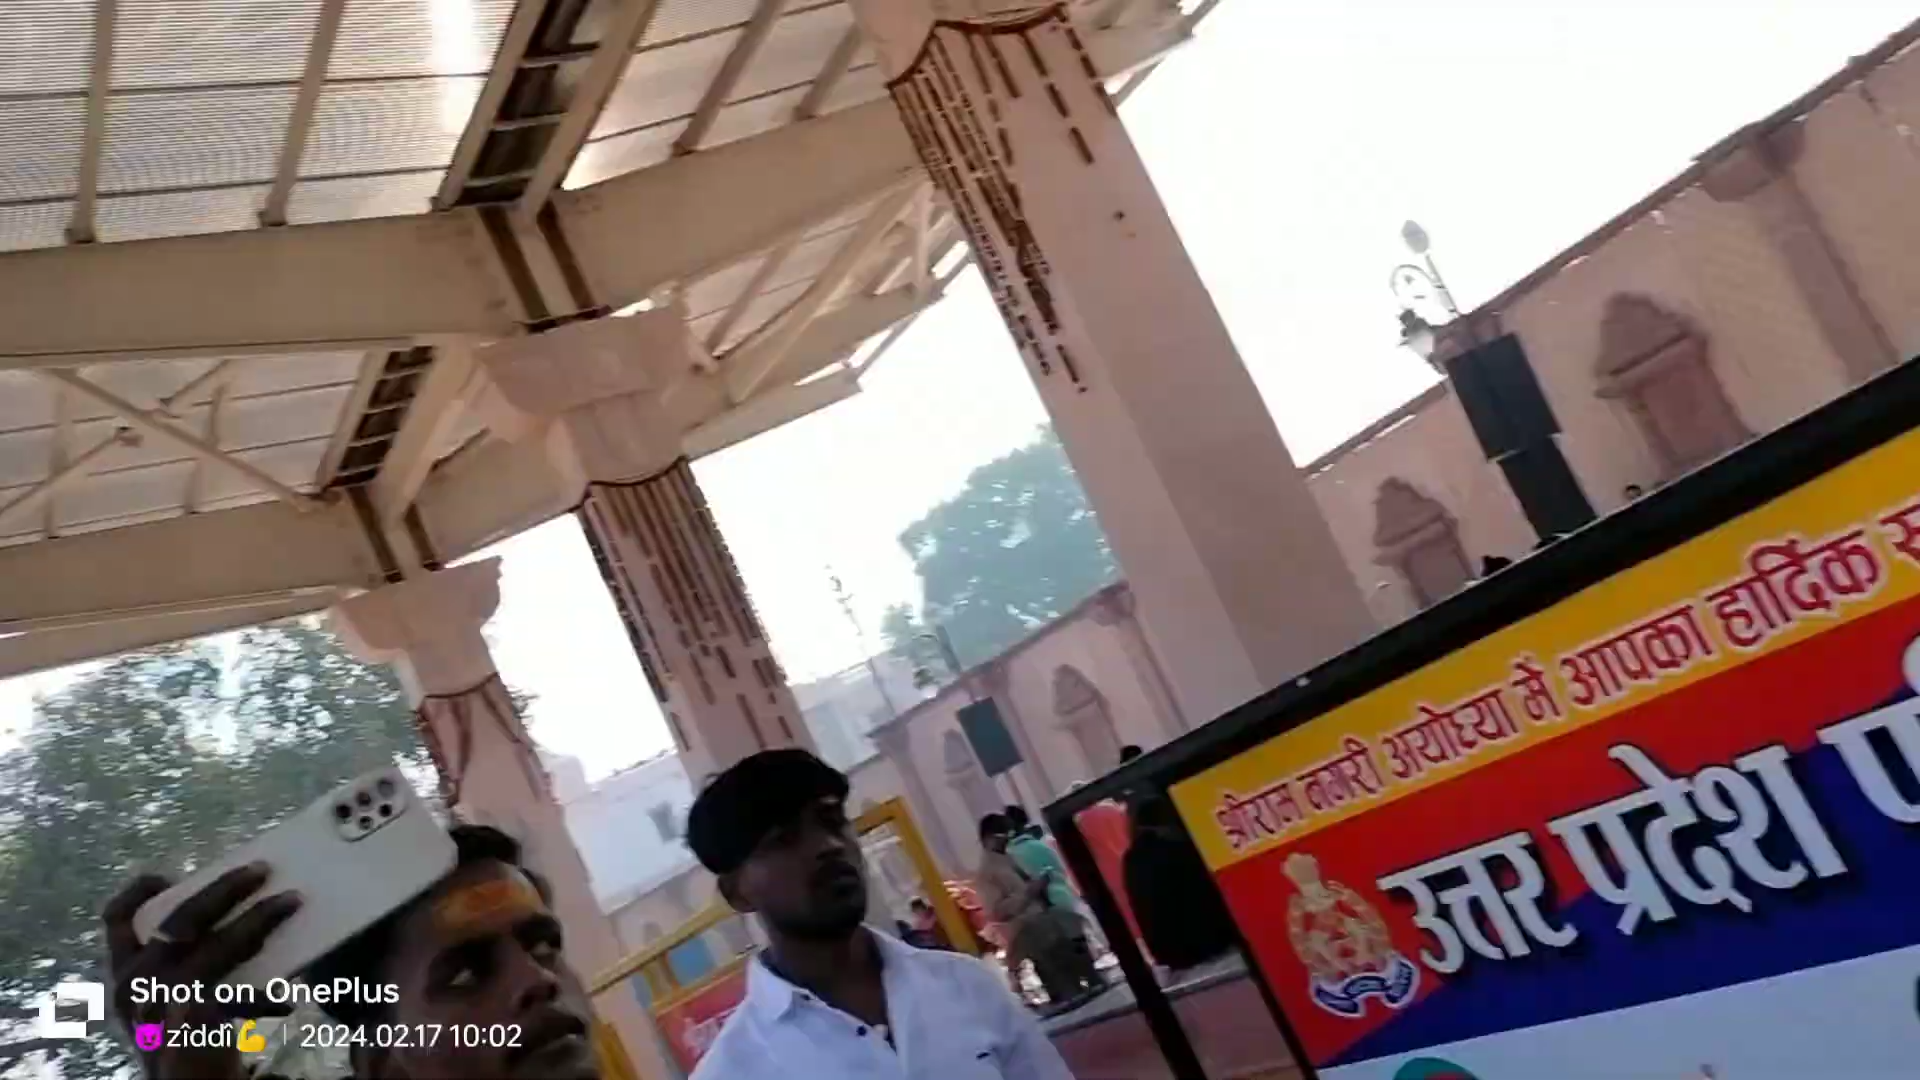 श्रीराम नगरी अयोध्या में आपका हार्दिक
उत्तर प्रदेश
Shot on OnePlus
😈zîddî💪 | 2024.02.17 10:02